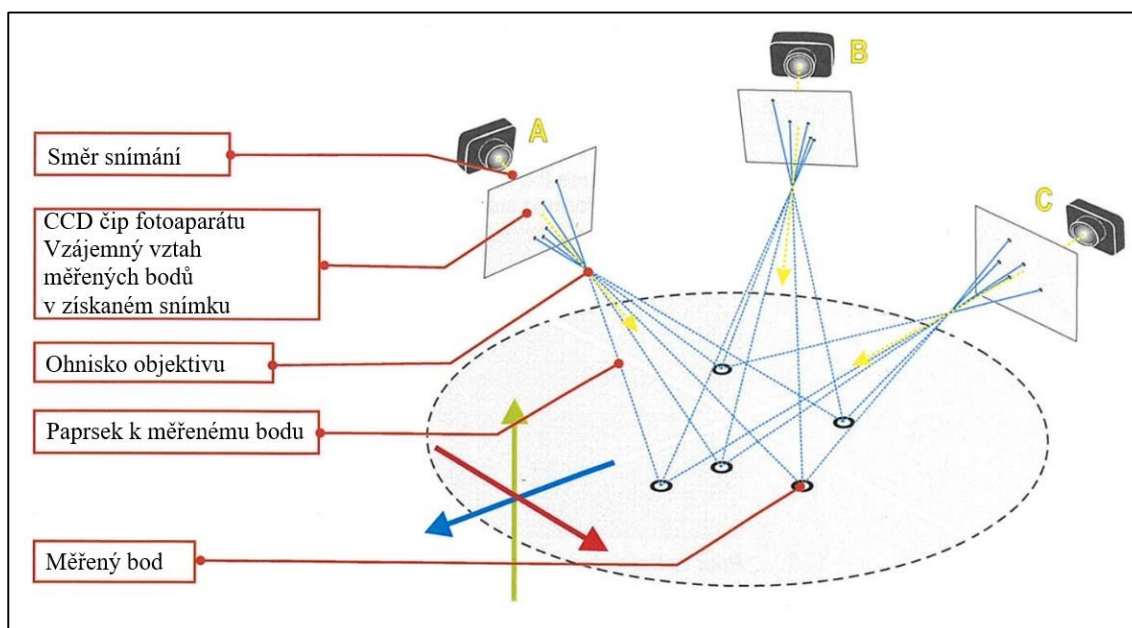 B
A
Směr snímání
C
CCD čip fotoaparátu
Vzájemný vztah
měřených bodů
v získaném snímku
Ohnisko objektivu
Paprsek k měřenému bodu
Měřený bod